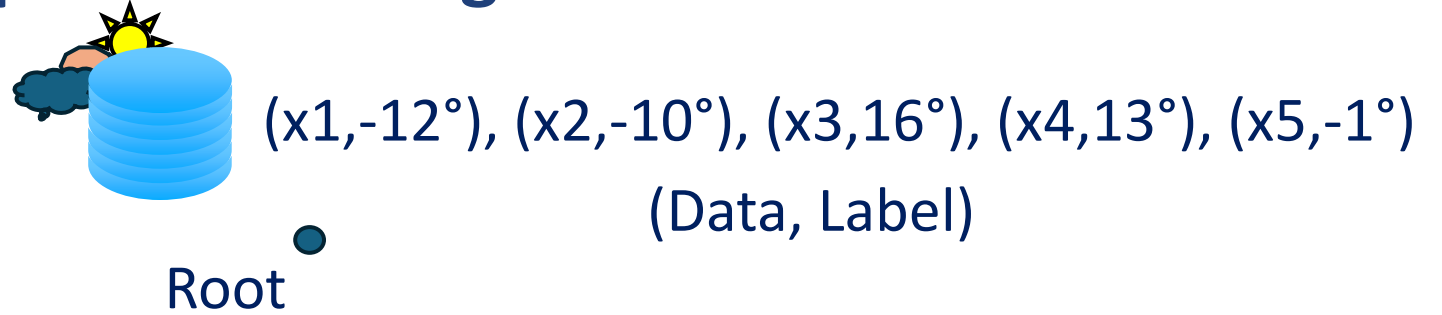 (x1,-12°), (x2,-10°), (x3,16°), (x4,13°), (x5,-1°)
(Data, Label)
Root